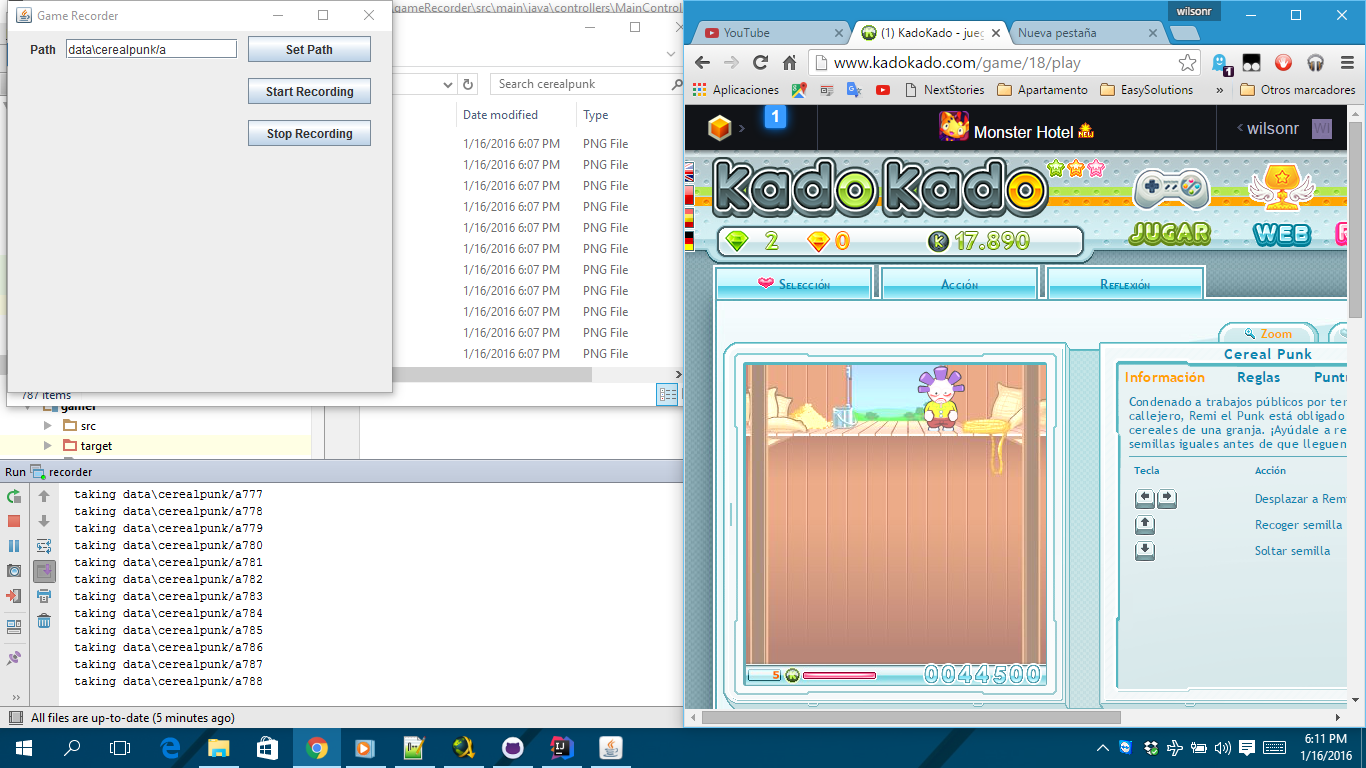 Game Recorder
Path data\cerealpunk/a Set Path
Start Recording
Stop Recording
gameRecorder\src\main\java\controllers\MainControl
Search cerealpunk
Date modified Type
1/16/2016 6:07 PM PNG File
1/16/2016 6:07 PM PNG File
1/16/2016 6:07 PM PNG File
1/16/2016 6:07 PM PNG File
1/16/2016 6:07 PM PNG File
1/16/2016 6:07 PM PNG File
1/16/2016 6:07 PM PNG File
1/16/2016 6:07 PM PNG File
1/16/2016 6:07 PM PNG File
1/16/2016 6:07 PM PNG File
1/16/2016 6:07 PM PNG File
787 items
src
target
Run recorder
taking data\cerealpunk/a777
taking data\cerealpunk/a778
taking data\cerealpunk/a779
taking data\cerealpunk/a780
taking data\cerealpunk/a781
taking data\cerealpunk/a782
taking data\cerealpunk/a783
taking data\cerealpunk/a784
taking data\cerealpunk/a785
taking data\cerealpunk/a786
taking data\cerealpunk/a787
taking data\cerealpunk/a788
All files are up-to-date (5 minutes ago)
wilsonr
YouTube (K) KadoKado - jueg Nueva pestaña
www.kadokado.com/game/18/play
1
Aplicaciones NextStories Apartamento EasySolutions » Otros marcadores
1 Monster Hotel NEW wilsonr WI
kadokado
2 0 K 17.890
JUGAR WEB
Selección Acción Reflexión
Zoom
Cereal Punk
Información Reglas Puntu
Condenado a trabajos públicos por ter
callejero, Remi el Punk está obligado
cereales de una granja. ¡Ayúdale a re
semillas iguales antes de que lleguen
Tecla Acción
Desplazar a Rem
Recoger semilla
Soltar semilla
5 0044500
6:11 PM
1/16/2016